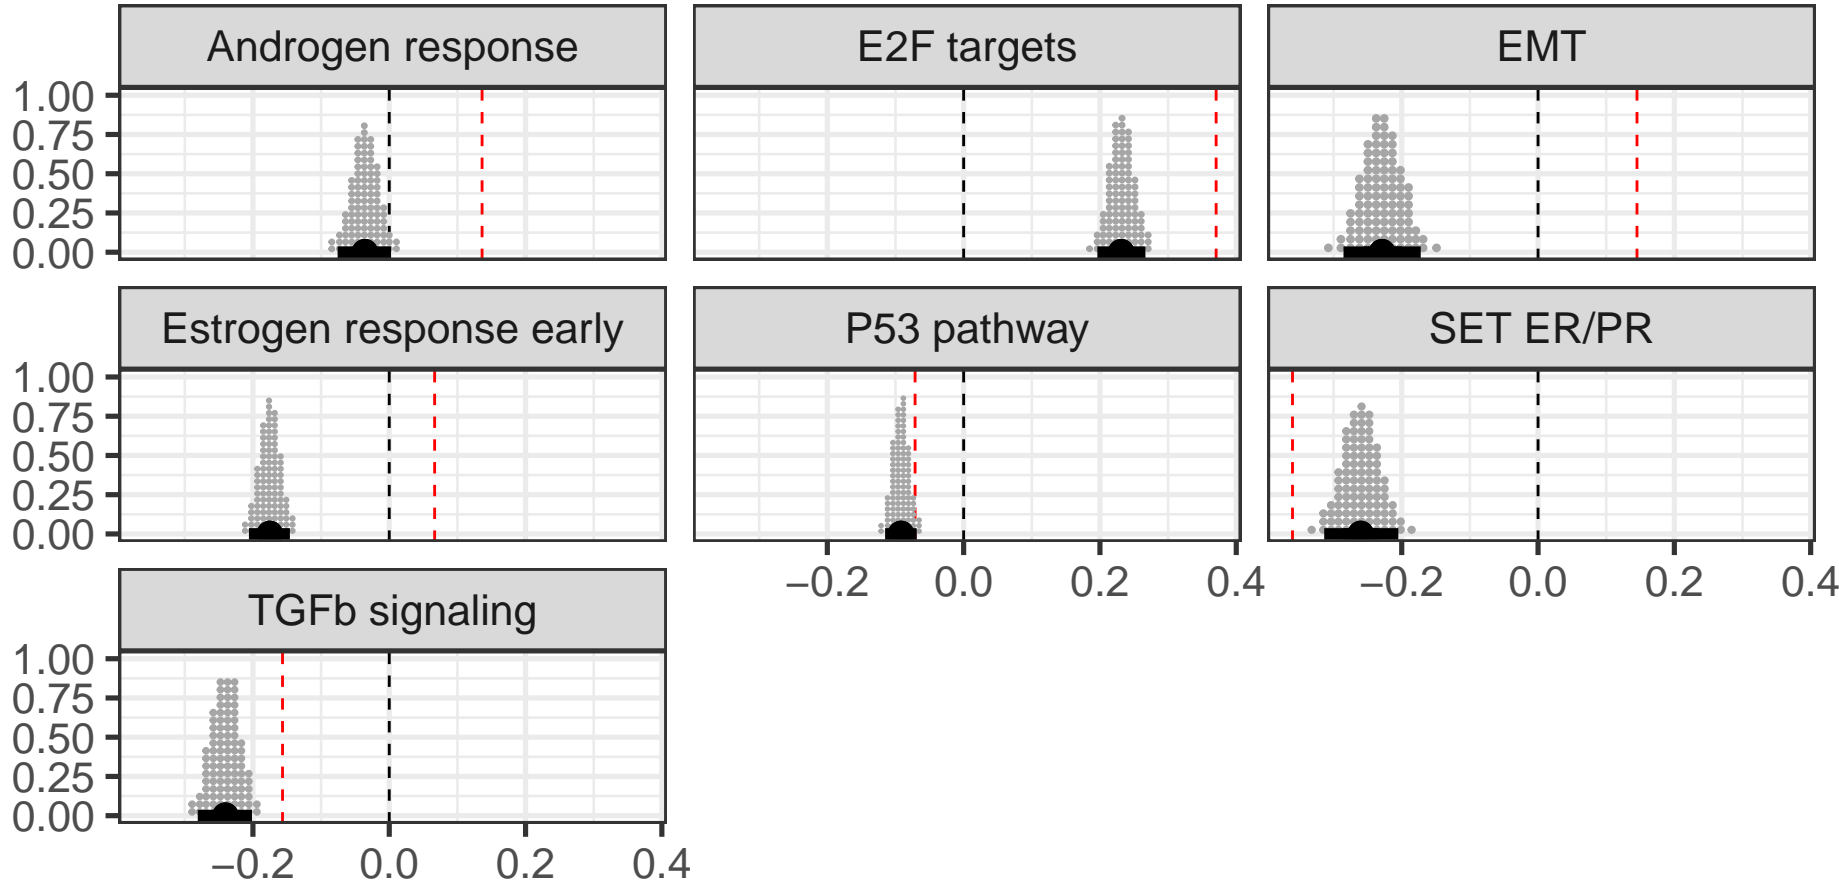 Androgen response
E2F targets
EMT
1.00
0.75
0.50
0.25
0.00
Estrogen response early
P53 pathway
SET ER/PR
1.00
0.75
0.50
0.25
0.00
−0.2 0.0 0.2 0.4
−0.2 0.0 0.2 0.4
TGFb signaling
1.00
0.75
0.50
0.25
0.00
−0.2 0.0 0.2 0.4